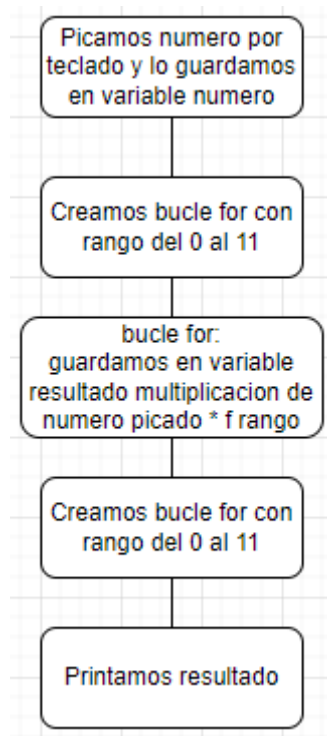 Picamos numero por
teclado y lo guardamos
en variable numero
Creamos bucle for con
rango del 0 al 11
bucle for:
guardamos en variable
resultado multiplicacion de
numero picado * f rango
Creamos bucle for con
rango del 0 al 11
Printamos resultado